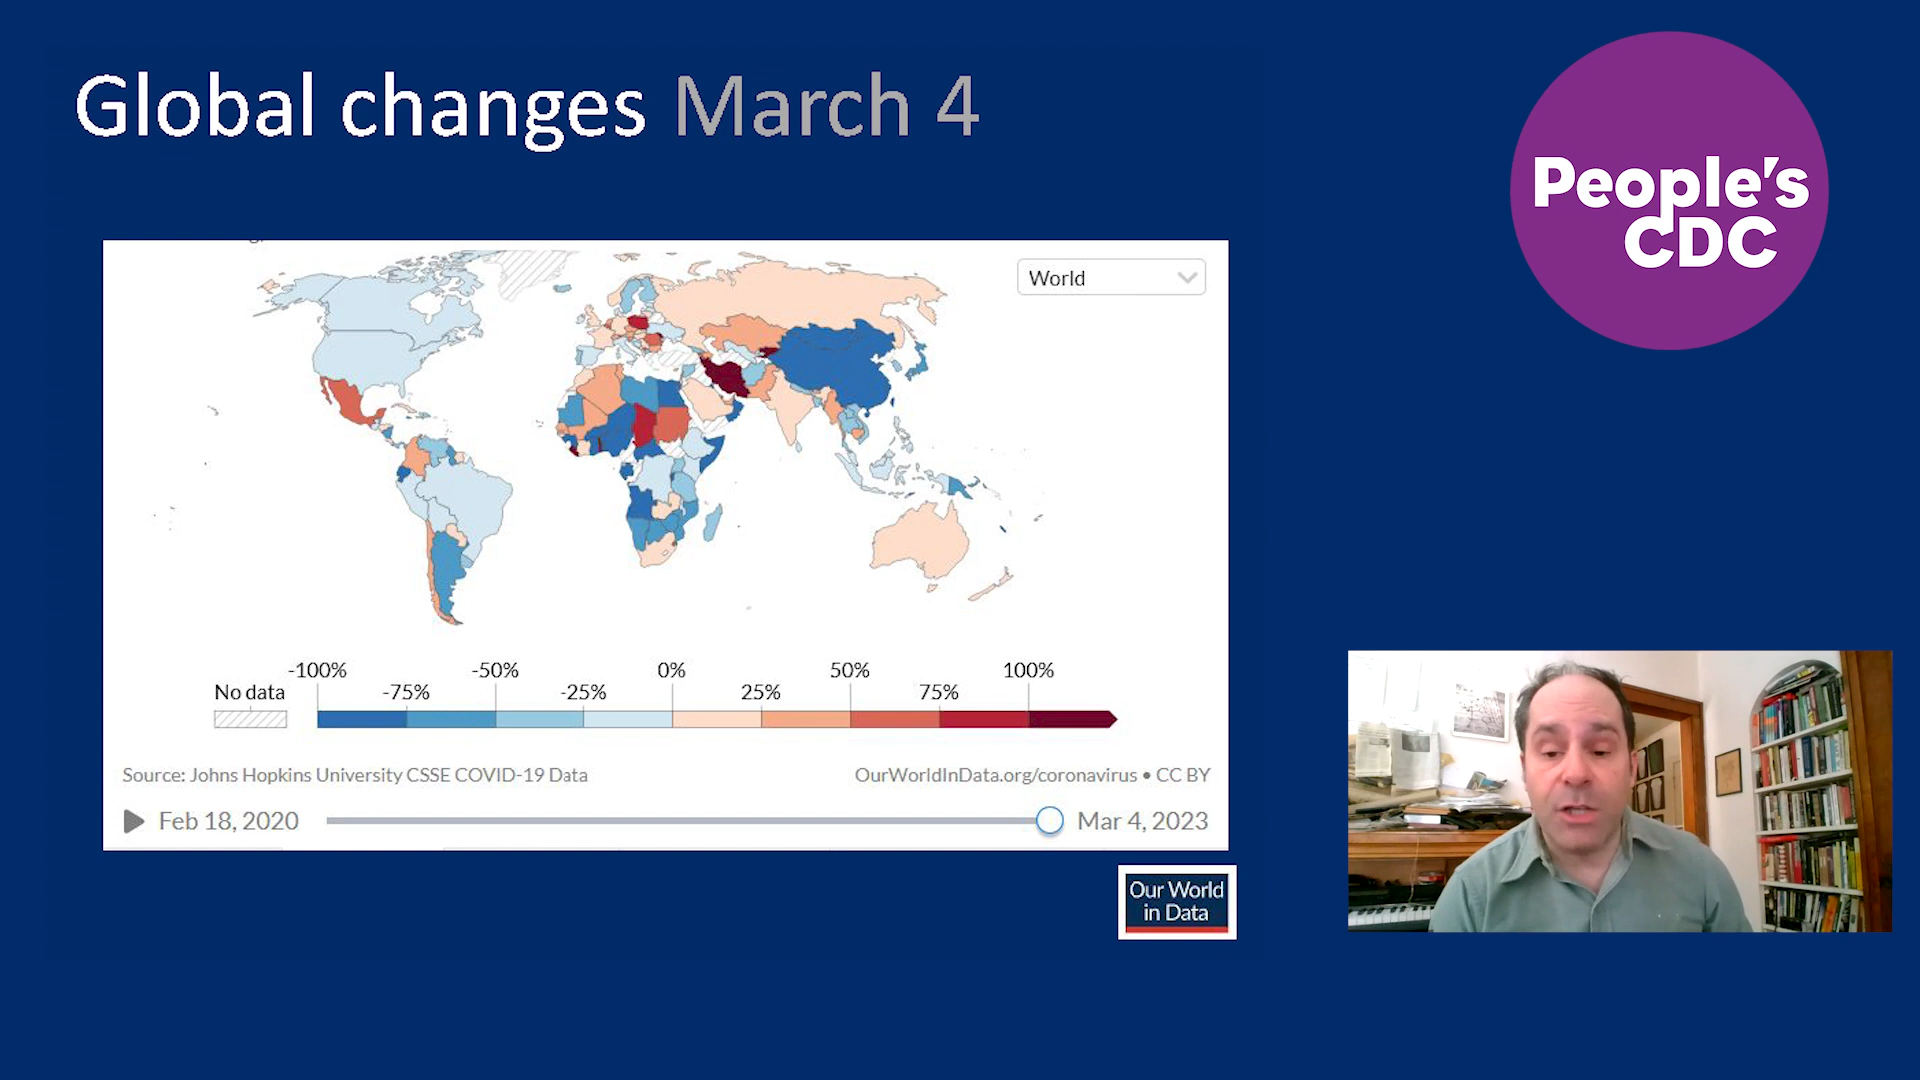 Global changes March 4
People's
CDC
World
-100%
-50%
0%
50%
100%
No data
-75%
-25%
25%
75%
Source: Johns Hopkins University CSSE COVID-19 Data
OurWorldInData.org/coronavirus • CC BY
Feb 18, 2020
Mar 4, 2023
Our World
in Data